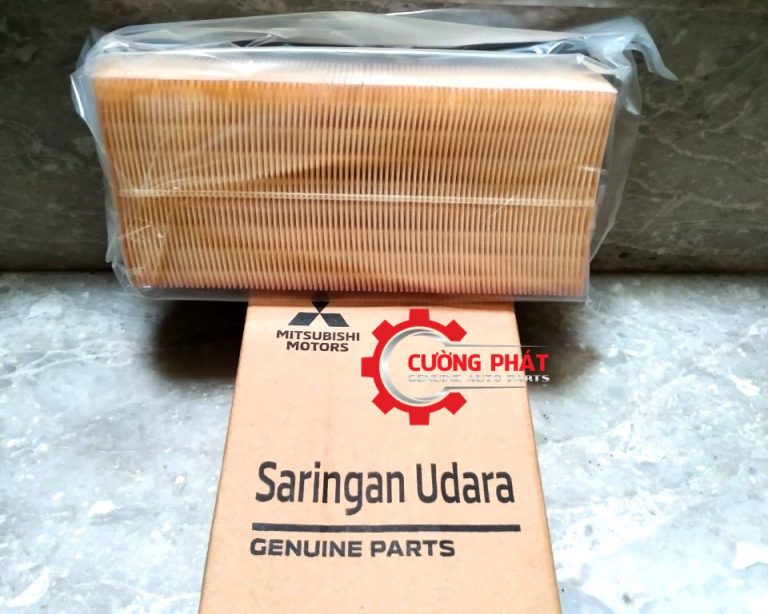 MITSUBISHI
MOTORS
CƯỜNG PHÁT
GENUINE AUTO PARTS
Saringan Udara
GENUINE PARTS